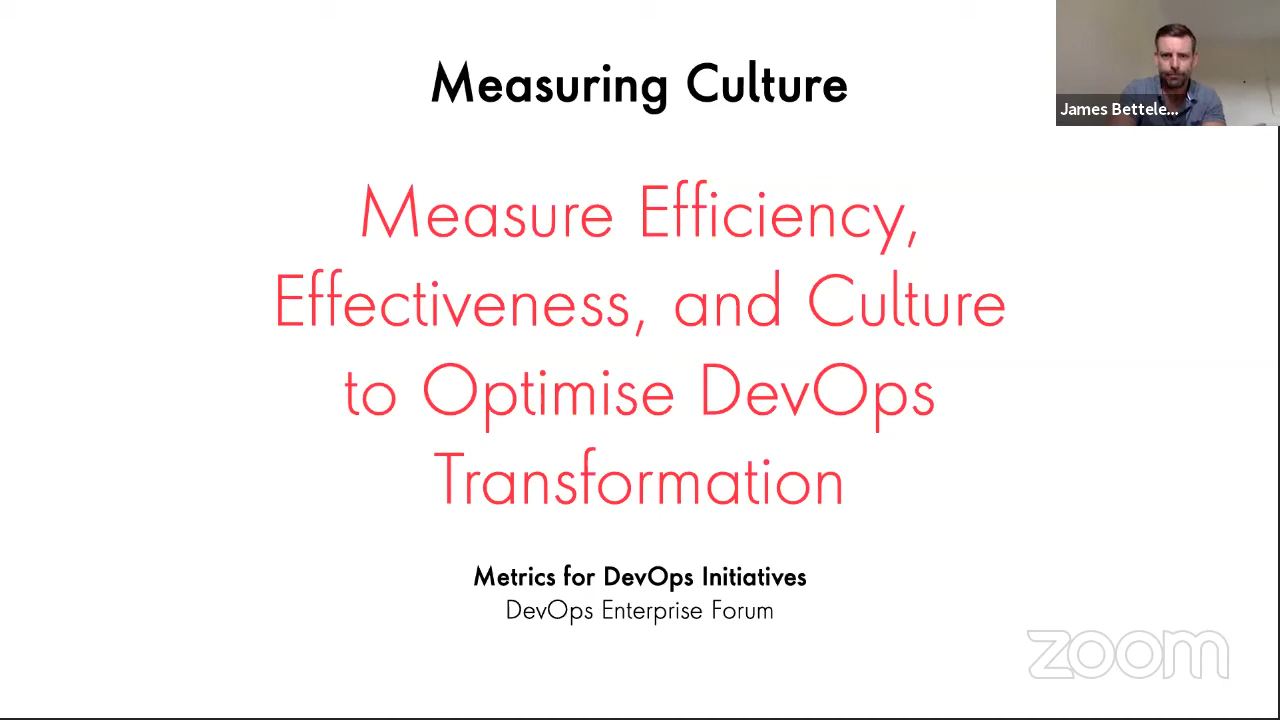 Measuring Culture
James Bettele...
Measure Efficiency,
Effectiveness, and Culture
to Optimise DevOps
Transformation
Metrics for DevOps Initiatives
DevOps Enterprise Forum
zoom